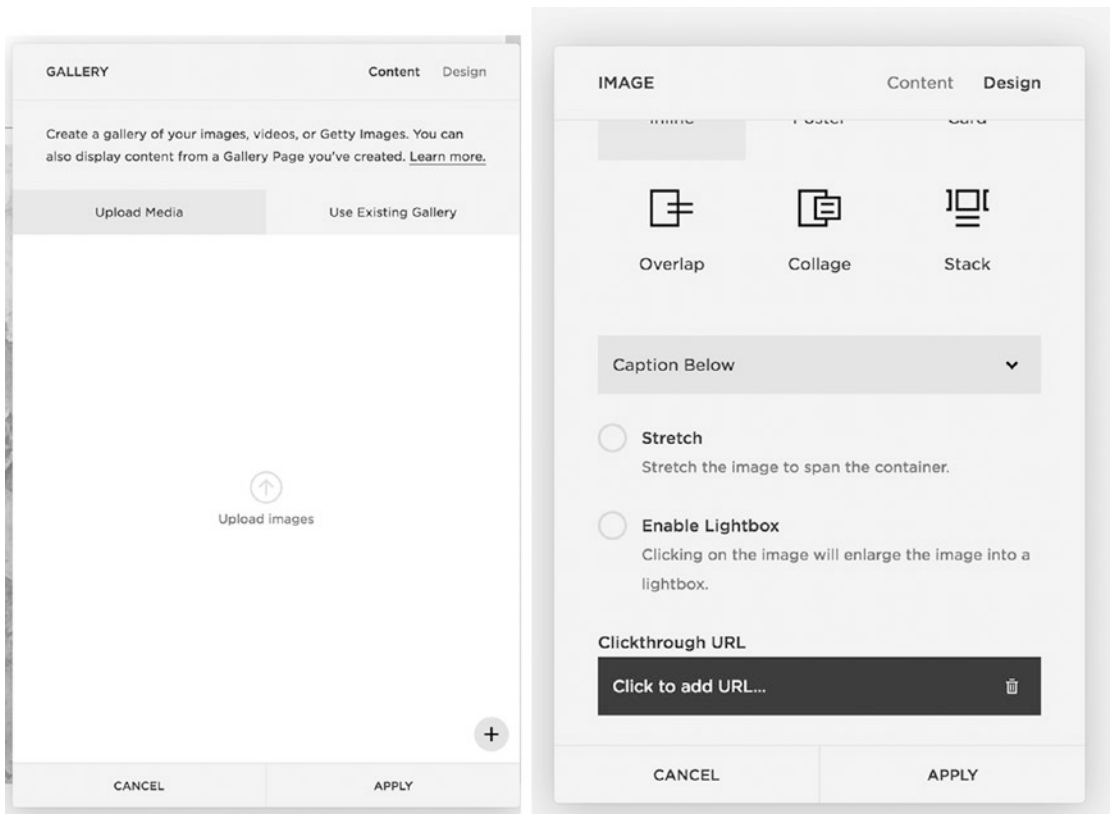 GALLERY
Content Design
Create a gallery of your images, videos, or Getty Images. You can
also display content from a Gallery Page you've created. Learn more.
Upload Media
Use Existing Gallery
Upload images
+
CANCEL
APPLY
IMAGE
Content Design
Inline Poster Card
Overlap Collage Stack
Caption Below
Stretch
Stretch the image to span the container.
Enable Lightbox
Clicking on the image will enlarge the image into a
lightbox.
Clickthrough URL
Click to add URL...
CANCEL
APPLY